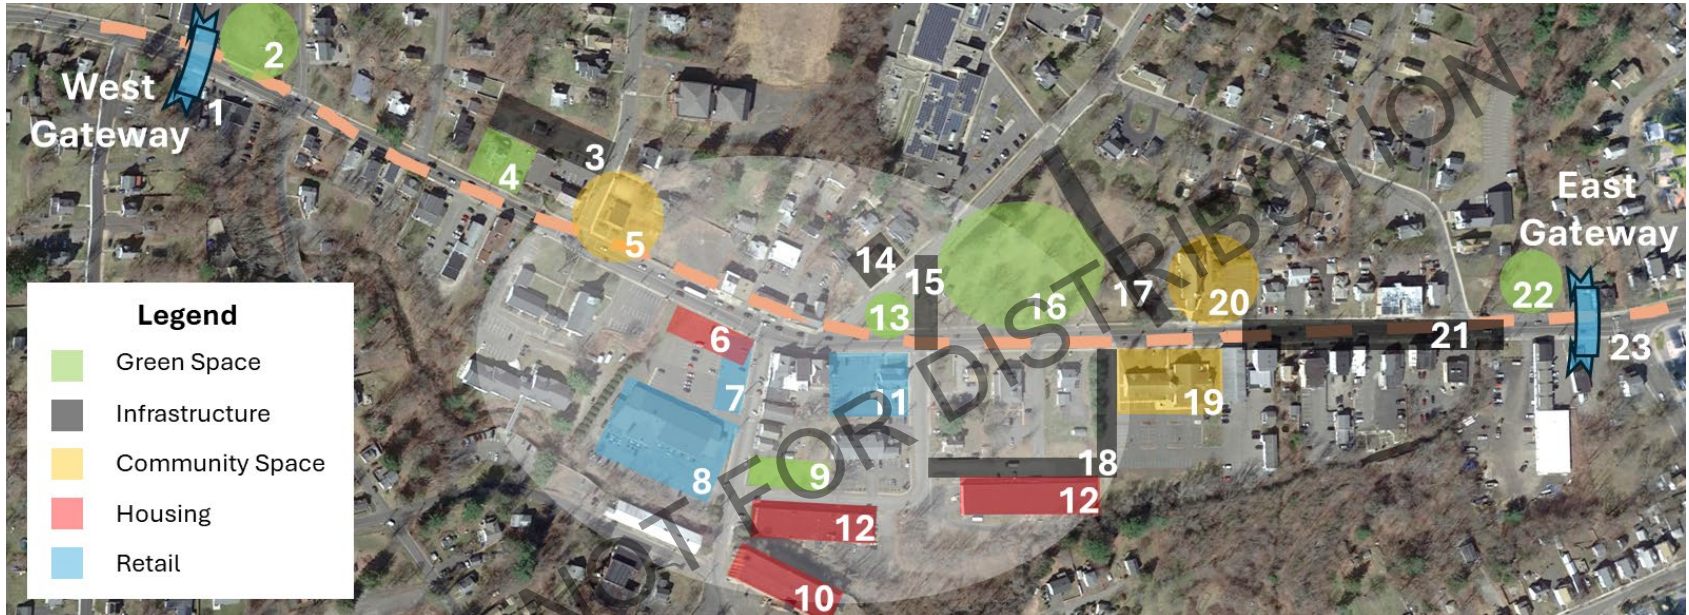 West
Gateway
1
2
3
4
5
6
7
8
9
10
11
12
12
13
14
15
16
17
18
19
20
21
22
23
East
Gateway
Legend
Green Space
Infrastructure
Community Space
Housing
Retail
NOT FOR DISTRIBUTION